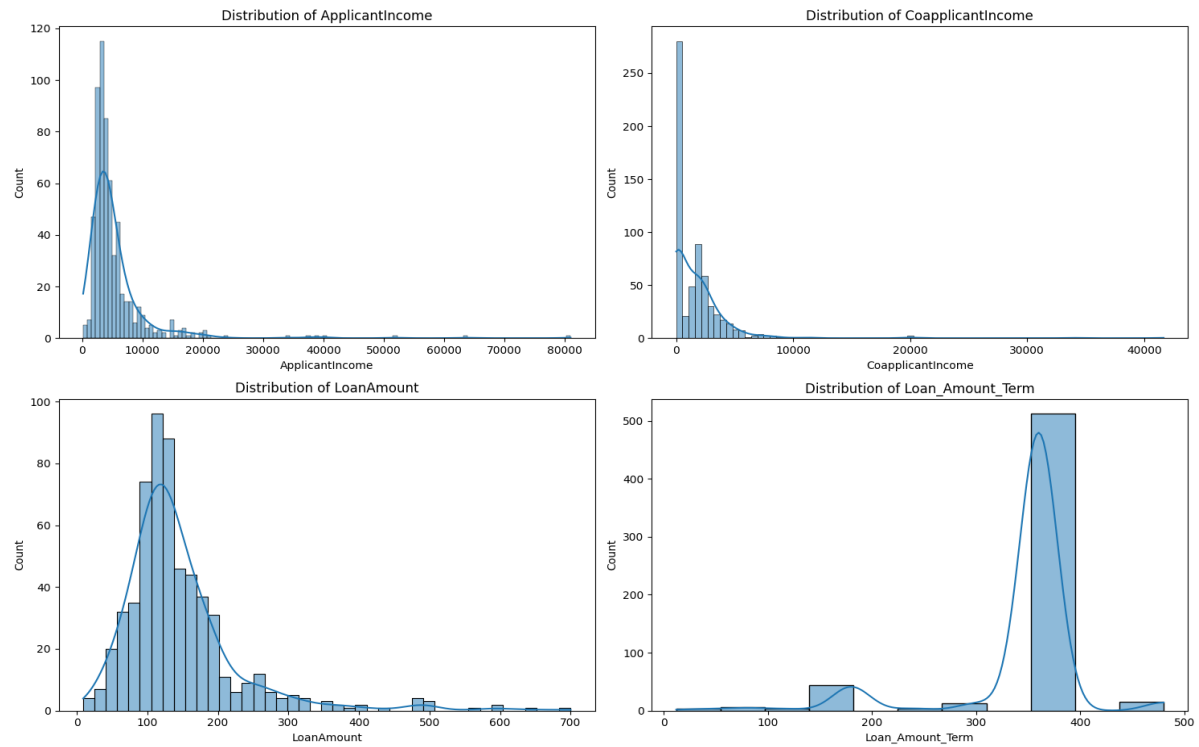 Distribution of ApplicantIncome
120
100
80
60
40
20
0
Count
0 10000 20000 30000 40000 50000 60000 70000 80000
ApplicantIncome
Distribution of CoapplicantIncome
250
200
150
100
50
0
Count
0 10000 20000 30000 40000
CoapplicantIncome
Distribution of LoanAmount
100
80
60
40
20
0
Count
0 100 200 300 400 500 600 700
LoanAmount
Distribution of Loan_Amount_Term
500
400
300
200
100
0
Count
0 100 200 300 400 500
Loan_Amount_Term